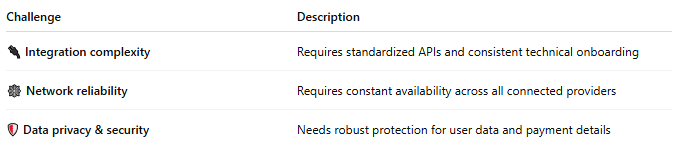 Challenge Description
🔌 Integration complexity Requires standardized APIs and consistent technical onboarding
🕸 Network reliability Requires constant availability across all connected providers
🛡 Data privacy & security Needs robust protection for user data and payment details